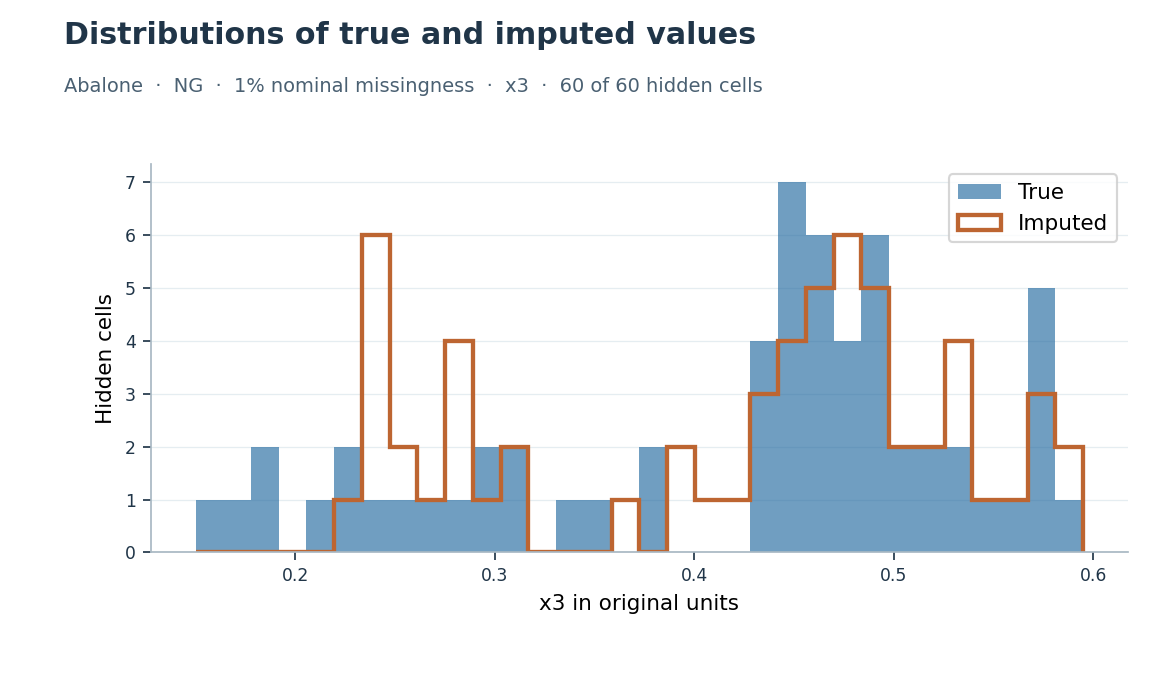 Distributions of true and imputed values
Abalone · NG · 1% nominal missingness · x3 · 60 of 60 hidden cells
7
6
5
4
3
2
1
0
Hidden cells
True
Imputed
0.2 0.3 0.4 0.5 0.6
x3 in original units